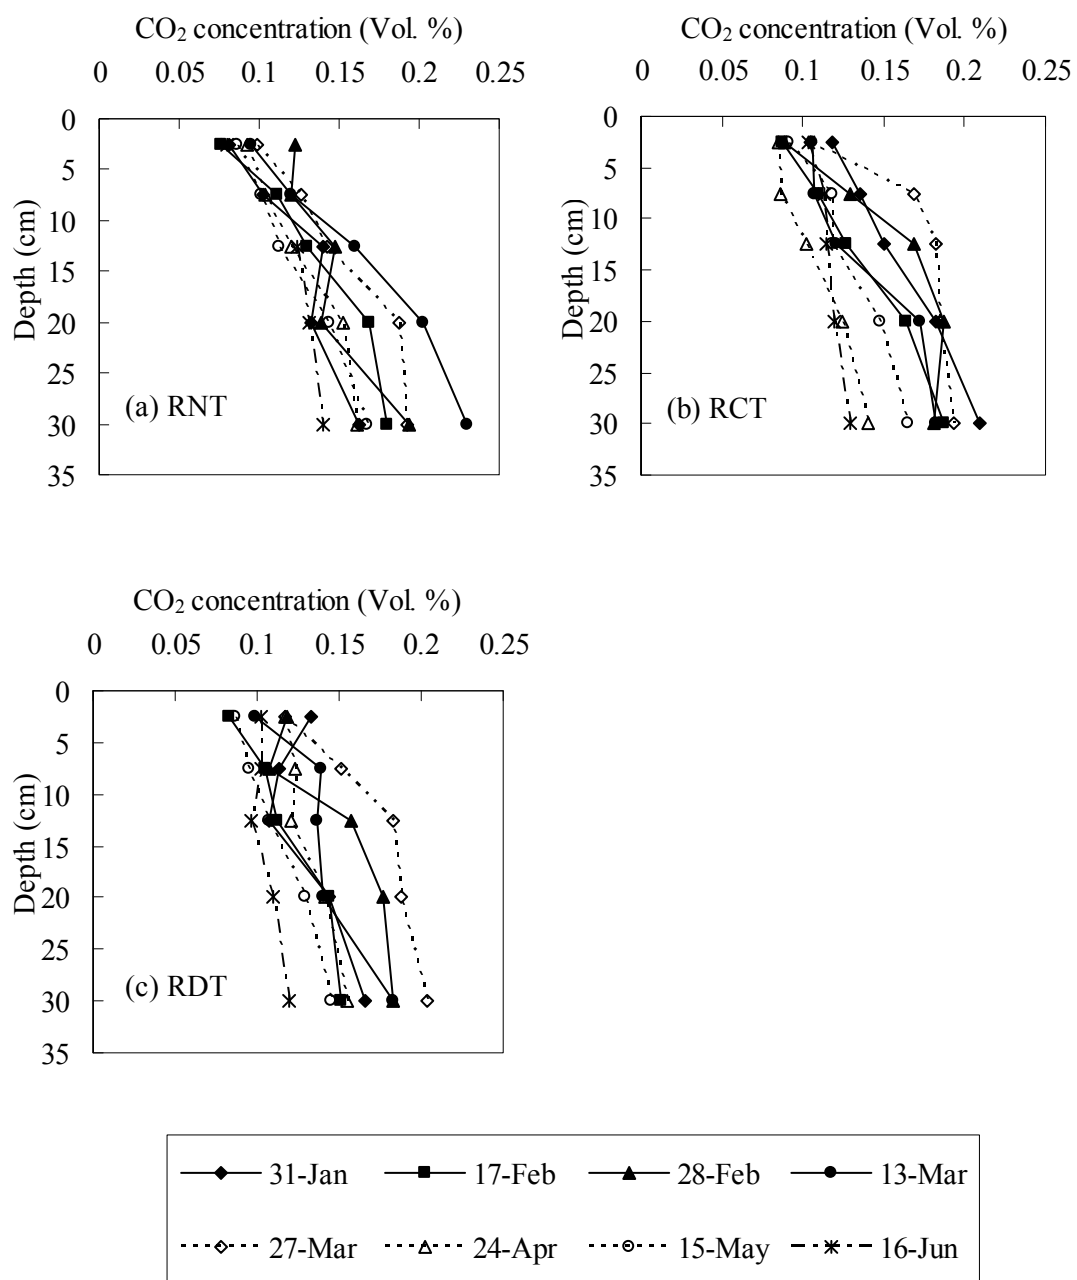 CO2 concentration (Vol. %)
0 0.05 0.1 0.15 0.2 0.25
0
5
10
15
20
25
30
35
Depth (cm)
(a) RNT
CO2 concentration (Vol. %)
0 0.05 0.1 0.15 0.2 0.25
0
5
10
15
20
25
30
35
Depth (cm)
(b) RCT
CO2 concentration (Vol. %)
0 0.05 0.1 0.15 0.2 0.25
0
5
10
15
20
25
30
35
Depth (cm)
(c) RDT
31-Jan 17-Feb 28-Feb 13-Mar
27-Mar 24-Apr 15-May 16-Jun